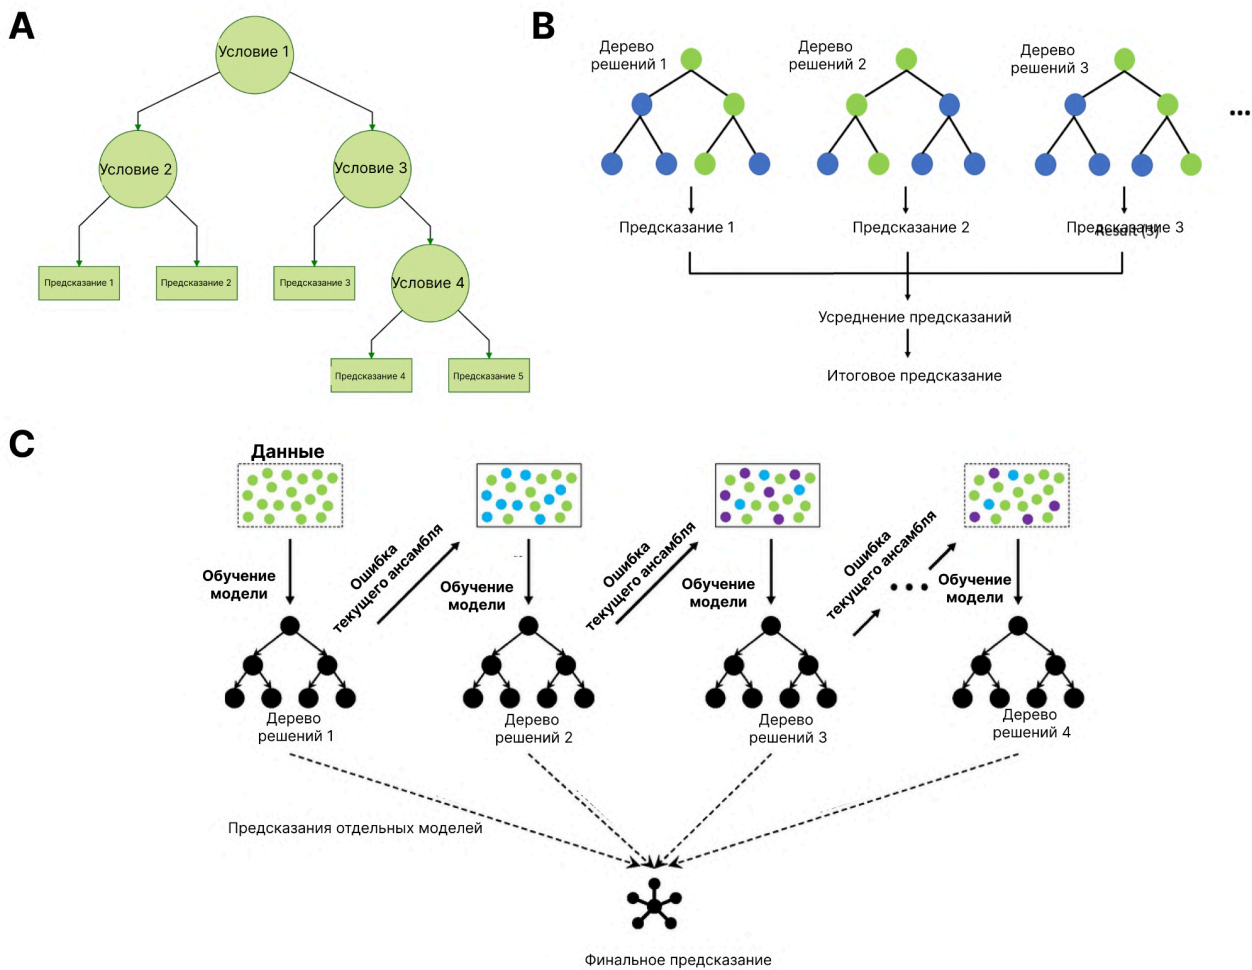 A
Условие 1
Условие 2
Условие 3
Предсказание 1
Предсказание 2
Предсказание 3
Условие 4
Предсказание 4
Предсказание 5
B
Дерево
решений 1
Дерево
решений 2
Дерево
решений 3
...
Предсказание 1
Предсказание 2
Предсказание 3
Result (3)
Усреднение предсказаний
Итоговое предсказание
C
Данные
Обучение
модели
Ошибка
текущего ансамбля
Обучение
модели
Ошибка
текущего ансамбля
Обучение
модели
Ошибка
текущего ансамбля
...
Обучение
модели
Дерево
решений 1
Дерево
решений 2
Дерево
решений 3
Дерево
решений 4
Предсказания отдельных моделей
Финальное предсказание